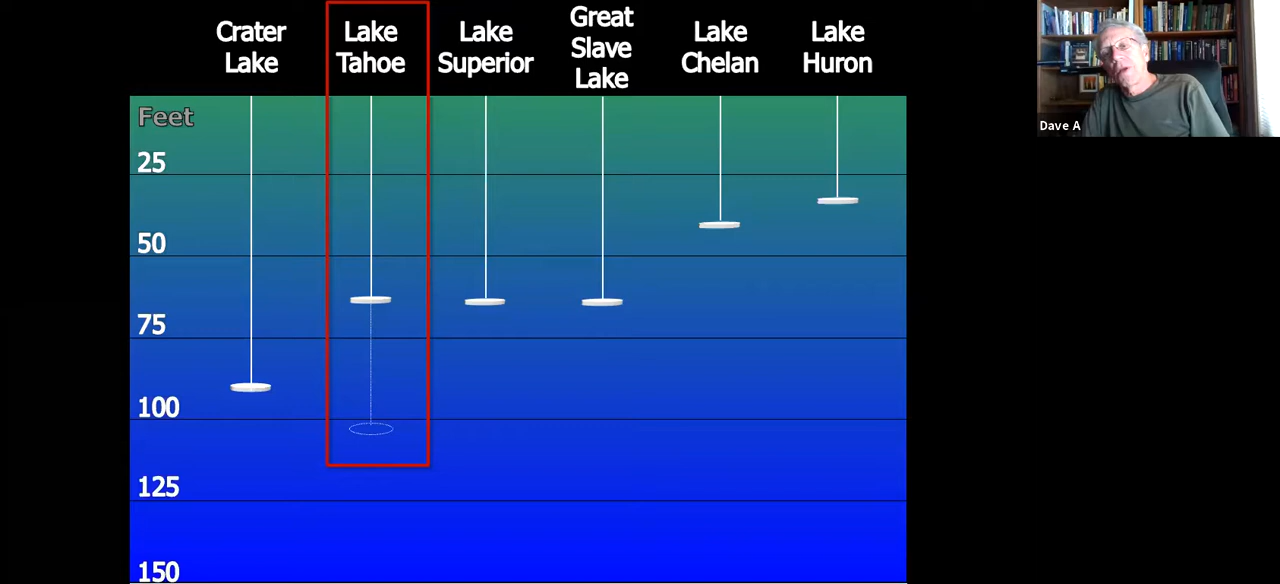 Crater
Lake
Lake
Tahoe
Lake
Superior
Great
Slave
Lake
Lake
Chelan
Lake
Huron
Feet
25
50
75
100
125
150
Dave A